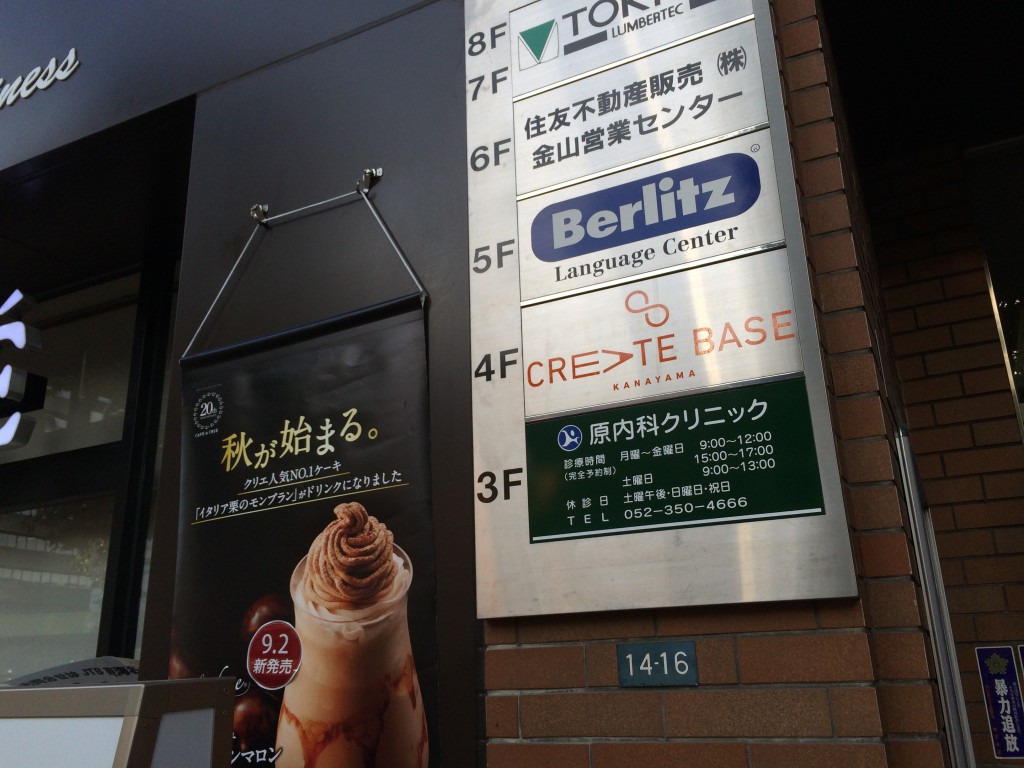 ness
8F
TOKY
LUMBERTEC
7F
住友不動産販売(株)
金山営業センター
6F
Berlitz
Language Center
5F
CREATE BASE
KANAYAMA
4F
原内科クリニック
診療時間 月曜～金曜日 9:00～12:00
(完全予約制) 15:00～17:00
土曜日 9:00～13:00
休診日 土曜午後・日曜日・祝日
TEL 052-350-4666
3F
14-16
20th
秋が始まる。
クリエ人気NO.1ケーキ
「イタリア栗のモンブラン」がドリンクになりました
9.2
新発売
ンマロン
暴力追放